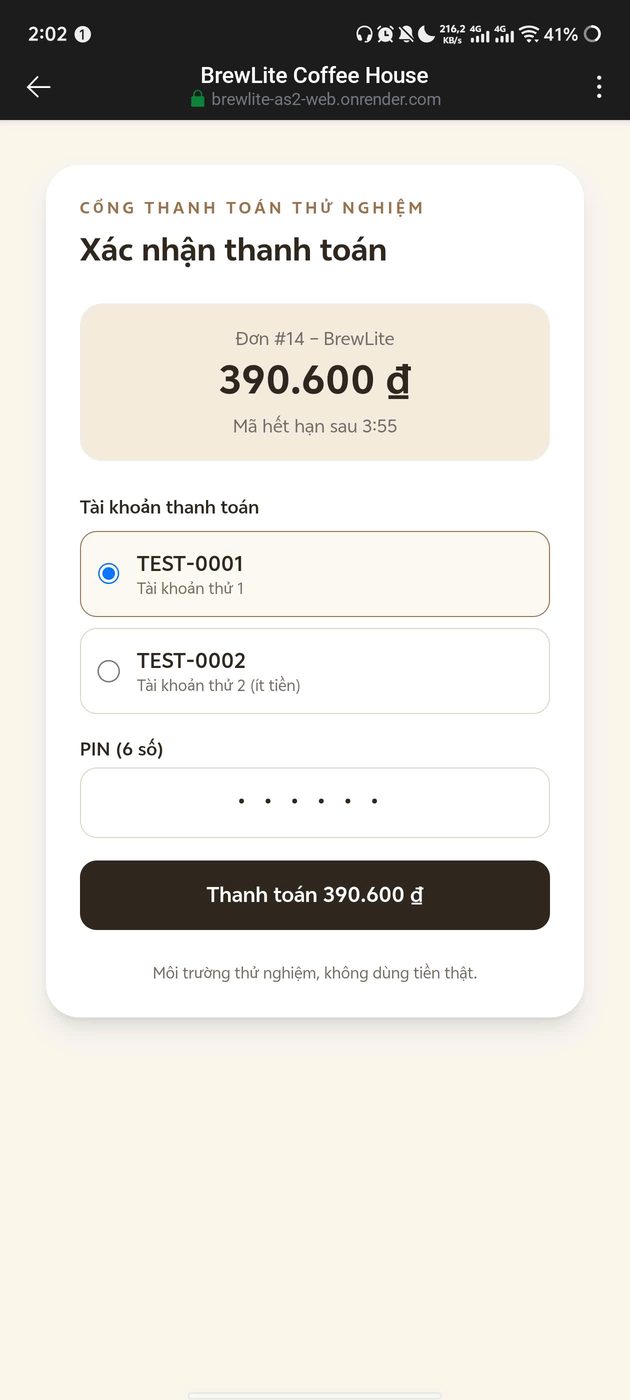 2:02 1 216,2 KB/s 4G 4G 41%
BrewLite Coffee House
brewlite-as2-web.onrender.com
CỔNG THANH TOÁN THỬ NGHIỆM
Xác nhận thanh toán
Đơn #14 – BrewLite
390.600 ₫
Mã hết hạn sau 3:55
Tài khoản thanh toán
TEST-0001
Tài khoản thử 1
TEST-0002
Tài khoản thử 2 (ít tiền)
PIN (6 số)
• • • • • •
Thanh toán 390.600 ₫
Môi trường thử nghiệm, không dùng tiền thật.